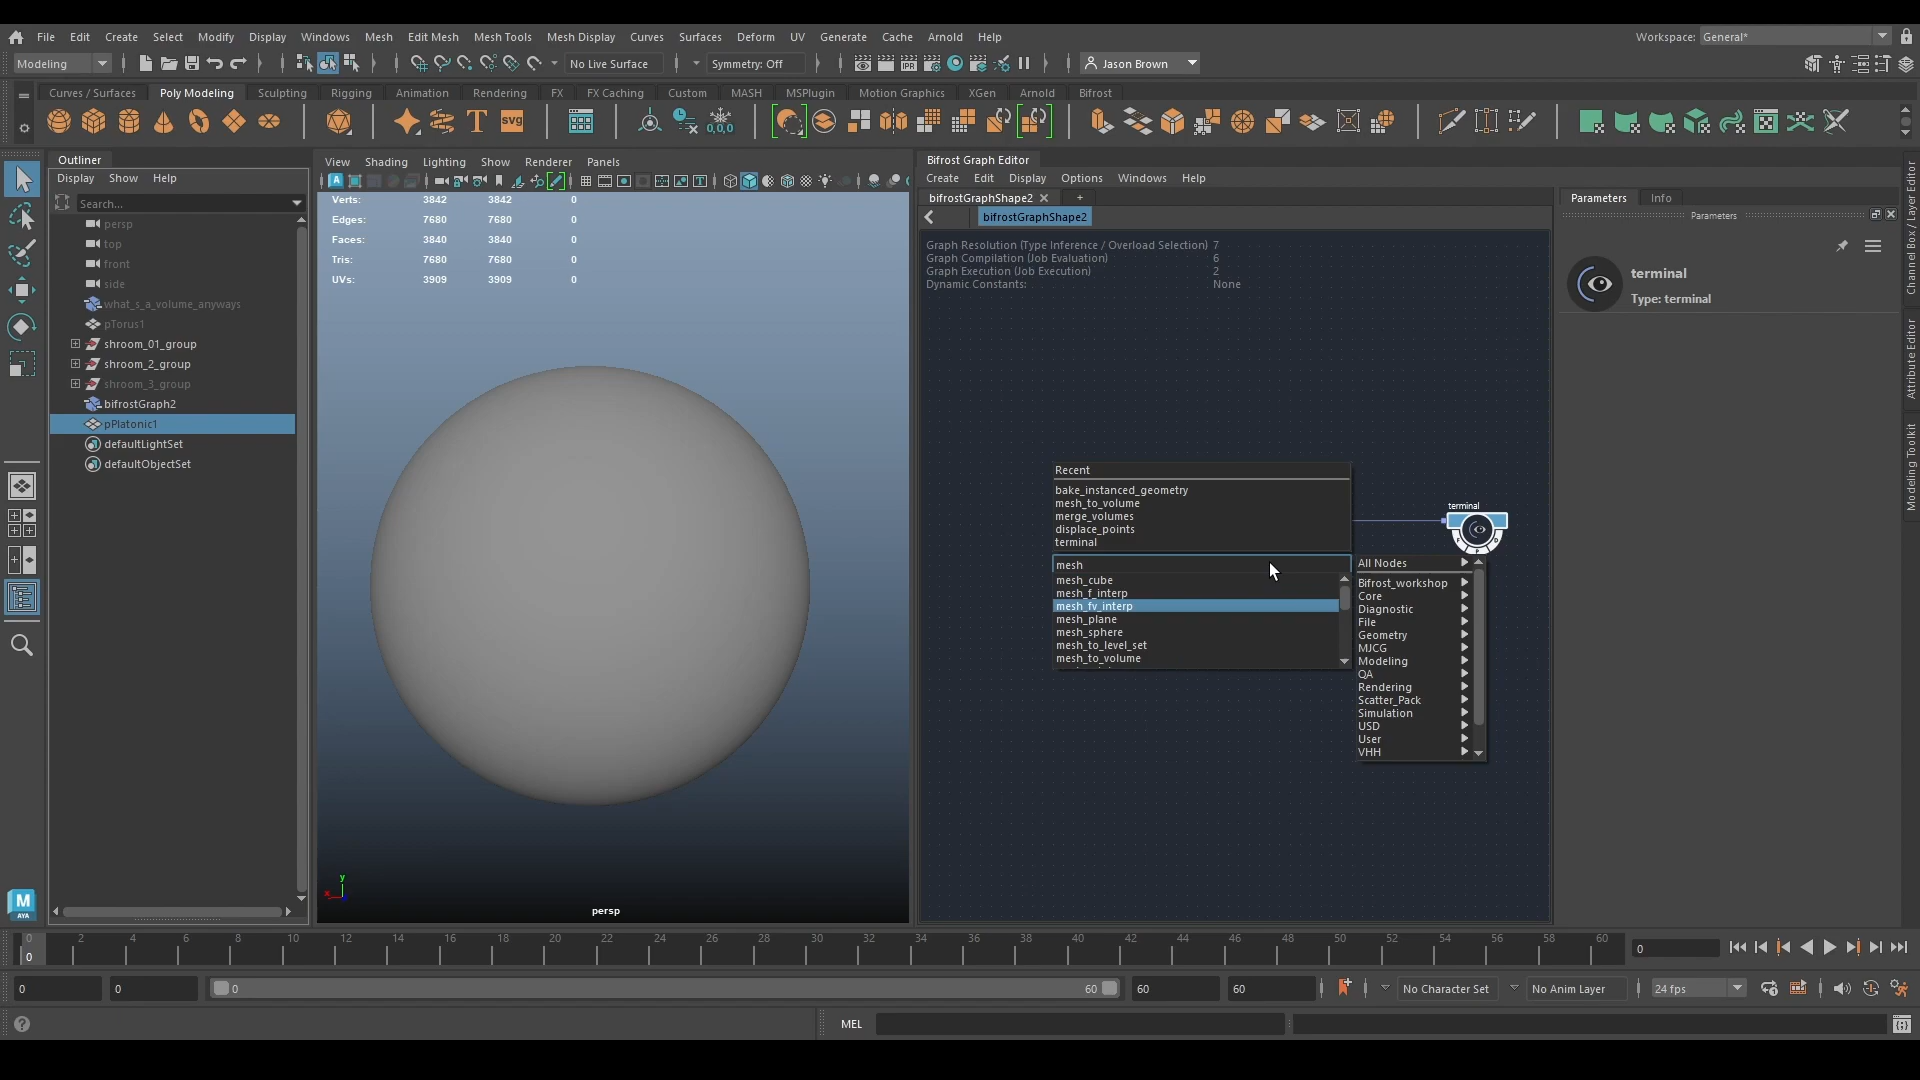 File Edit Create Select Modify Display Windows Mesh Edit Mesh Mesh Tools Mesh Display Curves Surfaces Deform UV Generate Cache Arnold Help Workspace: General*
Modeling No Live Surface Symmetry: Off IPR Jason Brown
Curves / Surfaces Poly Modeling Sculpting Rigging Animation Rendering FX FX Caching Custom MASH MSPlugin Motion Graphics XGen Arnold Bifrost
T SVG 0,0,0
Outliner
Display Show Help
Search...
persp
top
front
side
what_s_a_volume_anyways
pTorus1
shroom_01_group
shroom_2_group
shroom_3_group
bifrostGraph2
pPlatonic1
defaultLightSet
defaultObjectSet
View Shading Lighting Show Renderer Panels
Verts: 3842 3842 0
Edges: 7680 7680 0
Faces: 3840 3840 0
Tris: 7680 7680 0
UVs: 3909 3909 0
y
x
persp
Bifrost Graph Editor
Create Edit Display Options Windows Help
bifrostGraphShape2 +
bifrostGraphShape2
Graph Resolution (Type Inference / Overload Selection) 7
Graph Compilation (Job Evaluation) 6
Graph Execution (Job Execution) 2
Dynamic Constants: None
Recent
bake_instanced_geometry
mesh_to_volume
merge_volumes
displace_points
terminal
mesh
mesh_cube
mesh_f_interp
mesh_fv_interp
mesh_plane
mesh_sphere
mesh_to_level_set
mesh_to_volume
terminal
F P D
All Nodes
Bifrost_workshop
Core
Diagnostic
File
Geometry
MJCG
Modeling
QA
Rendering
Scatter_Pack
Simulation
USD
User
VHH
Parameters Info
Parameters
terminal
Type: terminal
Channel Box / Layer Editor
Attribute Editor
Modeling Toolkit
M
AYA
0 2 4 6 8 10 12 14 16 18 20 22 24 26 28 30 32 34 36 38 40 42 44 46 48 50 52 54 56 58 60
0 0
0 0 0 60 60 60 No Character Set No Anim Layer 24 fps
MEL